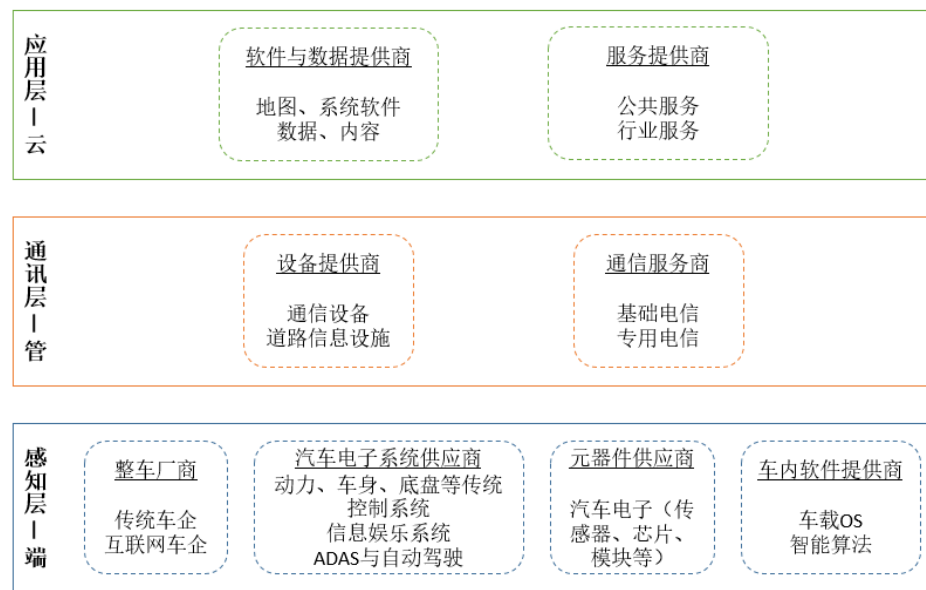 应用层—云
软件与数据提供商
地图、系统软件
数据、内容
服务提供商
公共服务
行业服务
通讯层—管
设备提供商
通信设备
道路信息设施
通信服务商
基础电信
专用电信
感知层—端
整车厂商
传统车企
互联网车企
汽车电子系统供应商
动力、车身、底盘等传统
控制系统
信息娱乐系统
ADAS与自动驾驶
元器件供应商
汽车电子（传
感器、芯片、
模块等）
车内软件提供商
车载OS
智能算法